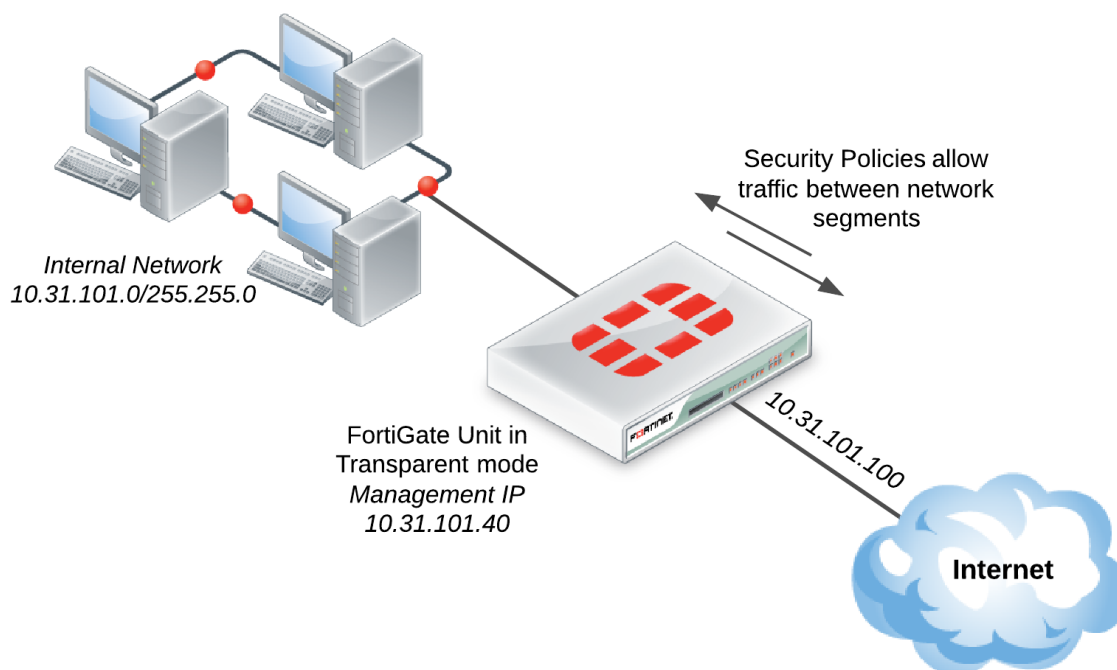 Security Policies allow
traffic between network
segments
Internal Network
10.31.101.0/255.255.0
FortiGate Unit in
Transparent mode
Management IP
10.31.101.40
FORTINET
10.31.101.100
Internet